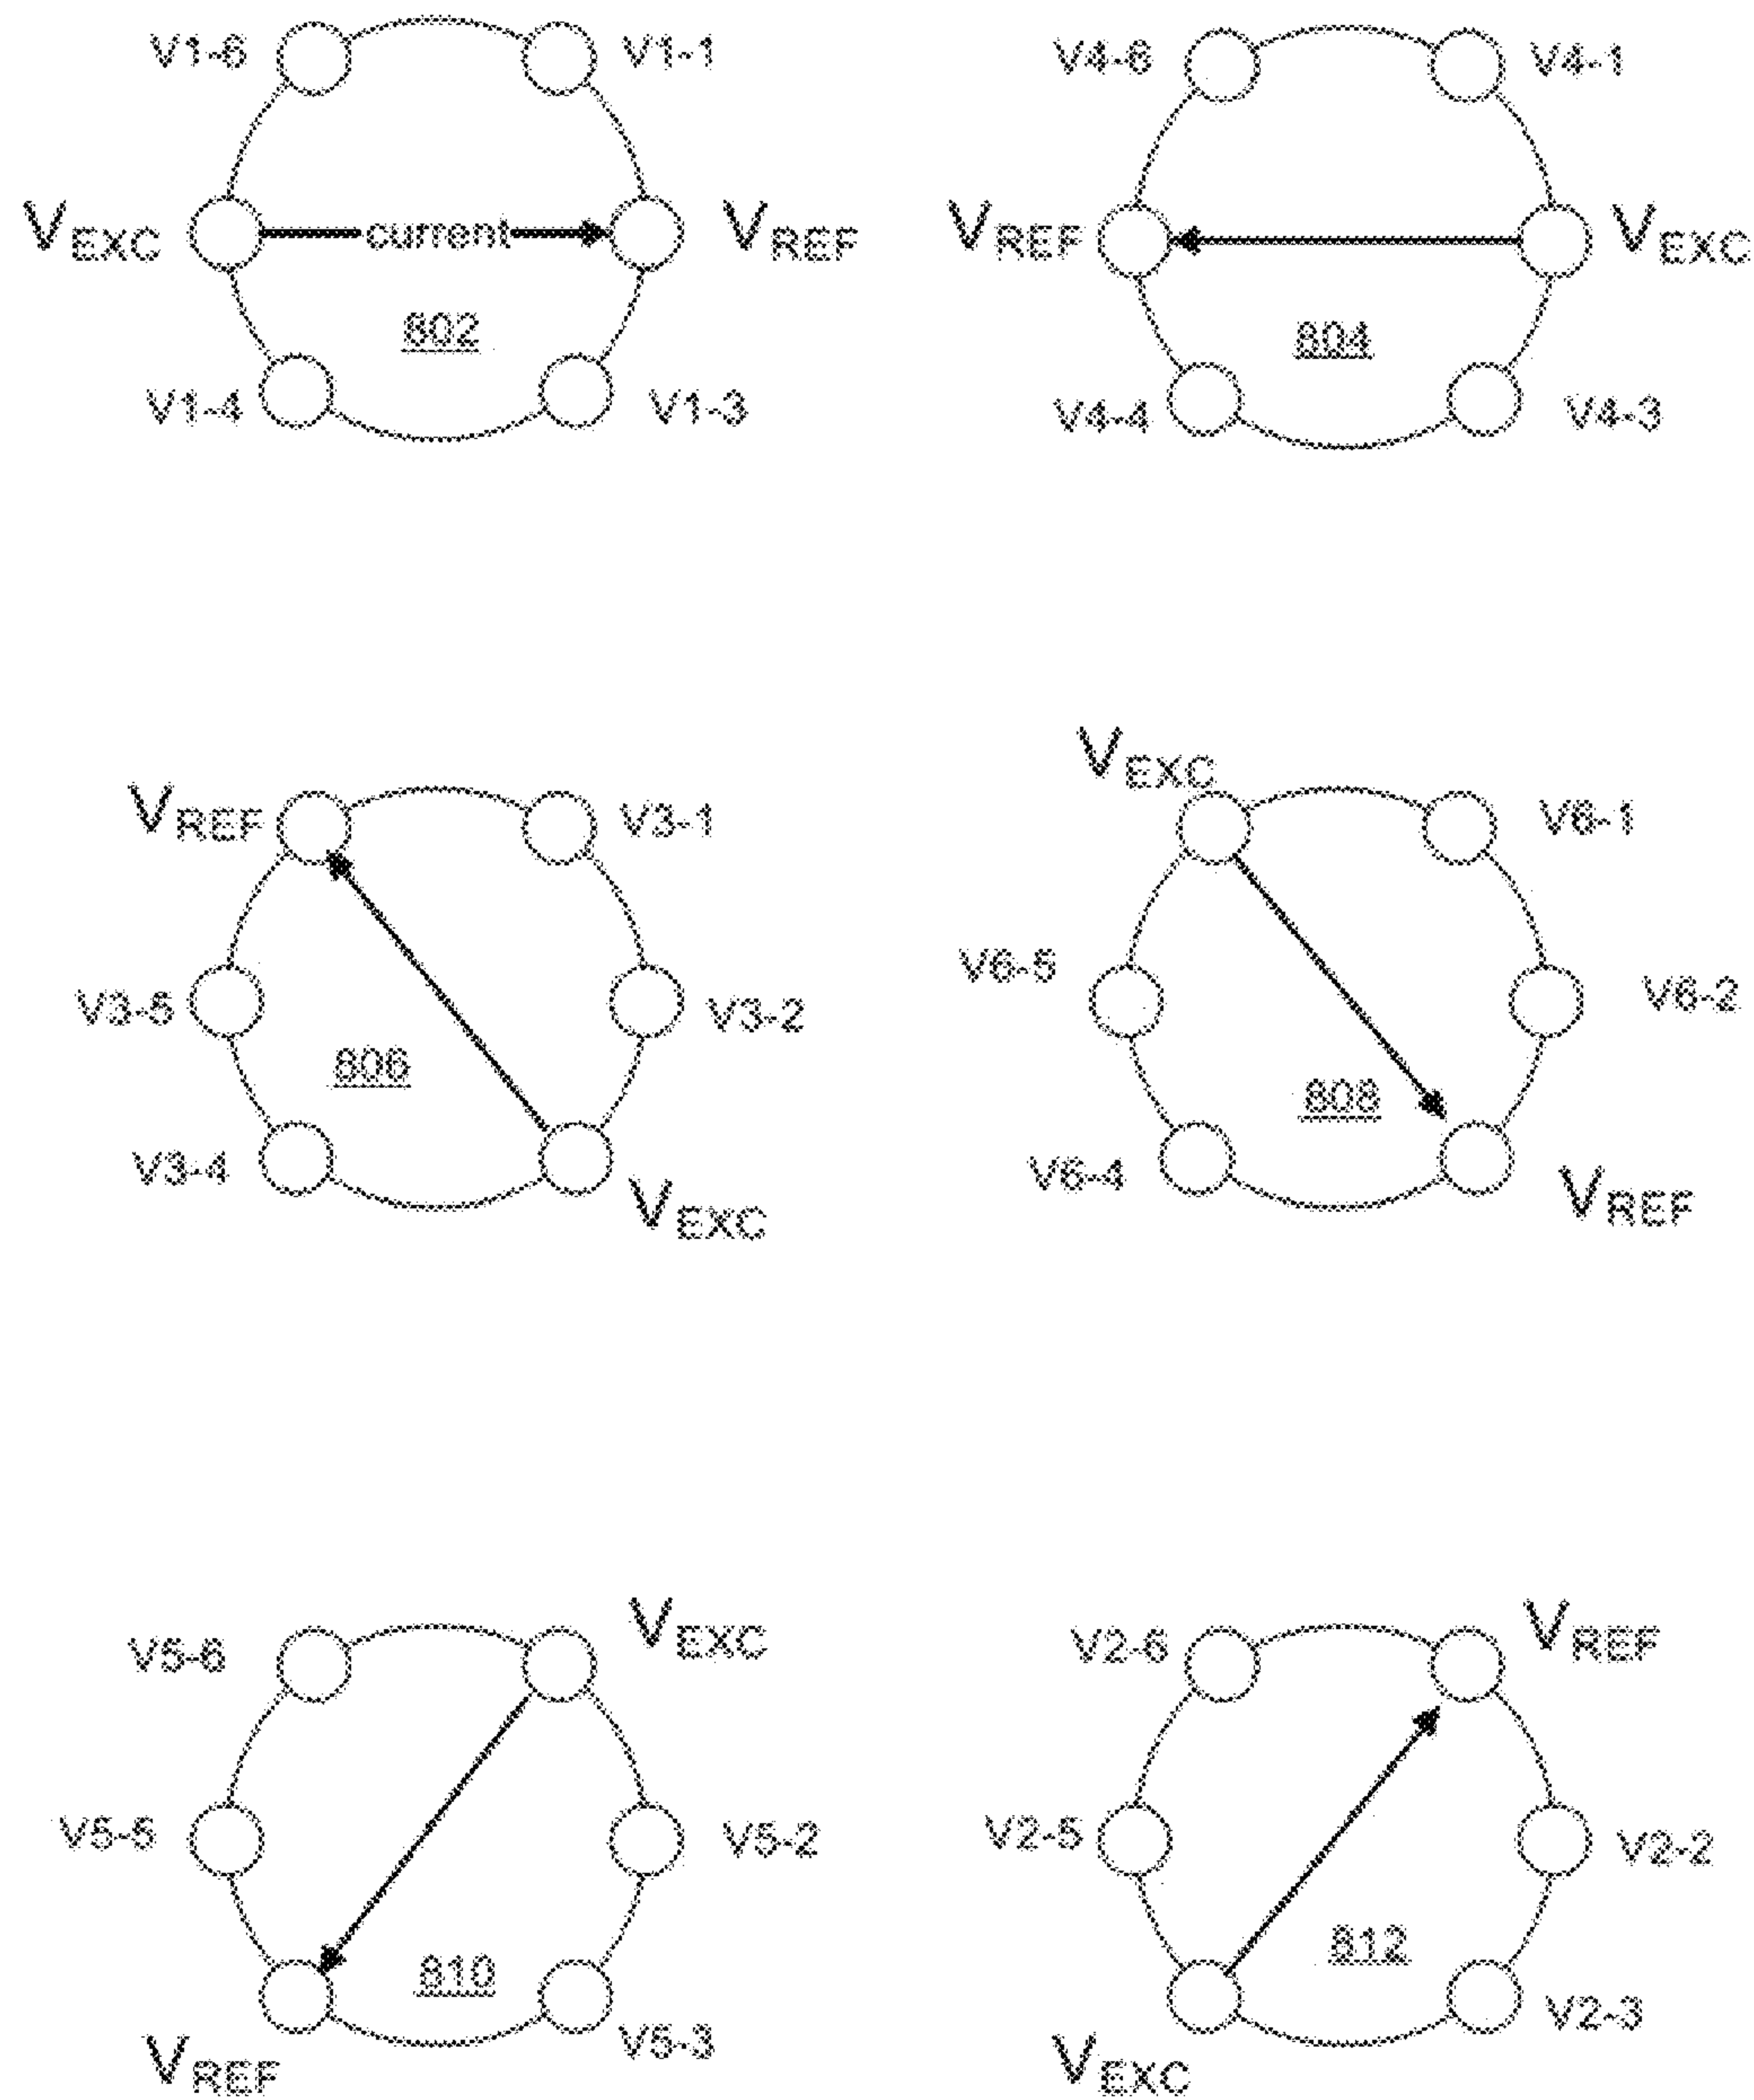 V1-6
V1-1
VEXC
current
VREF
802
V1-4
V1-3
V4-6
V4-1
VREF
VEXC
804
V4-4
V4-3
VREF
V3-1
V3-5
V3-2
806
V3-4
VEXC
VEXC
V6-1
V6-5
V6-2
808
V6-4
VREF
V5-6
VEXC
V5-5
V5-2
810
V5-3
VREF
V2-6
VREF
V2-5
V2-2
812
V2-3
VEXC